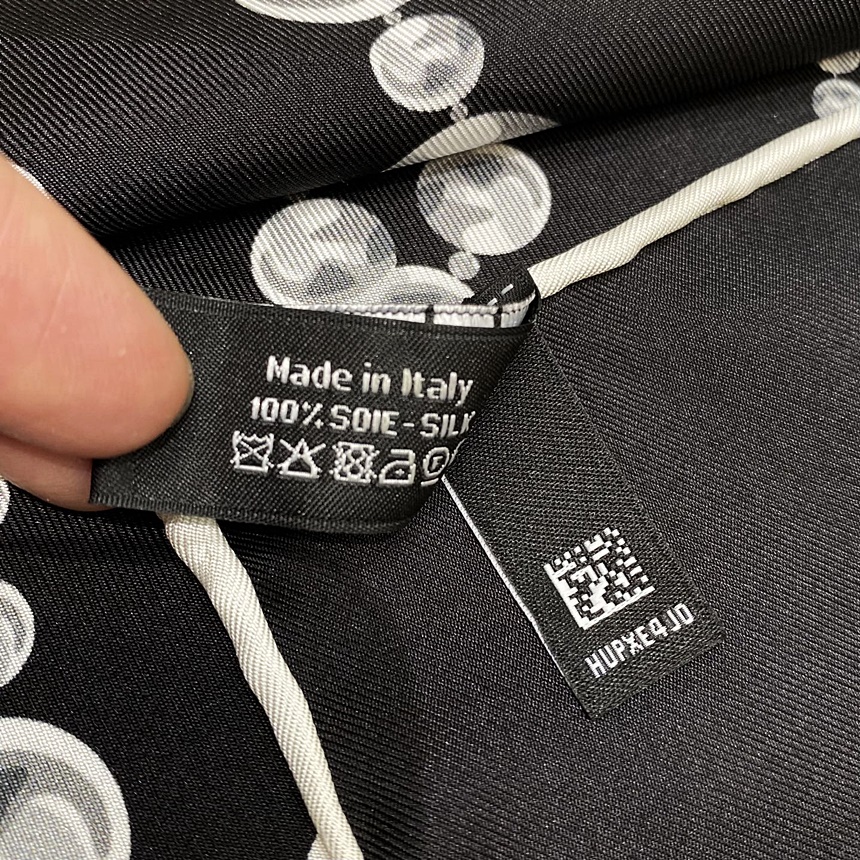 Made in Italy
100% SOIE - SILK
HUPXE4JO